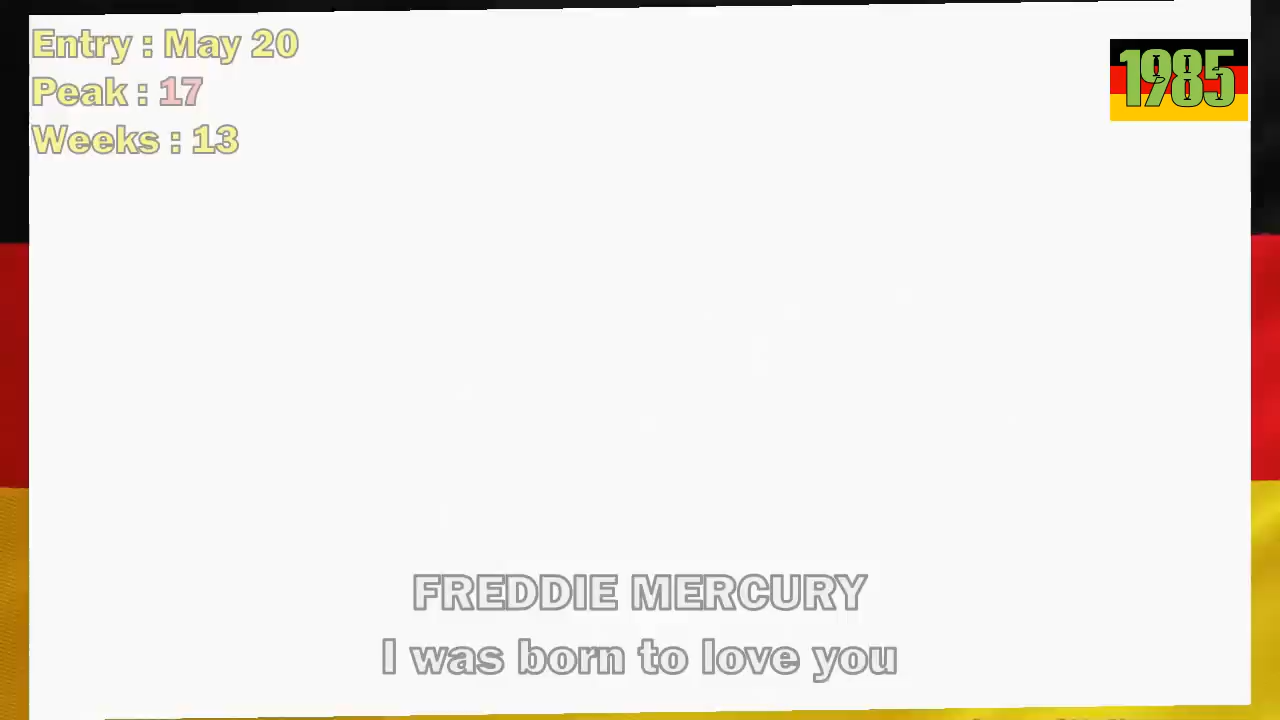 Entry : May 20
Peak : 17
Weeks : 13
1985
FREDDIE MERCURY
I was born to love you